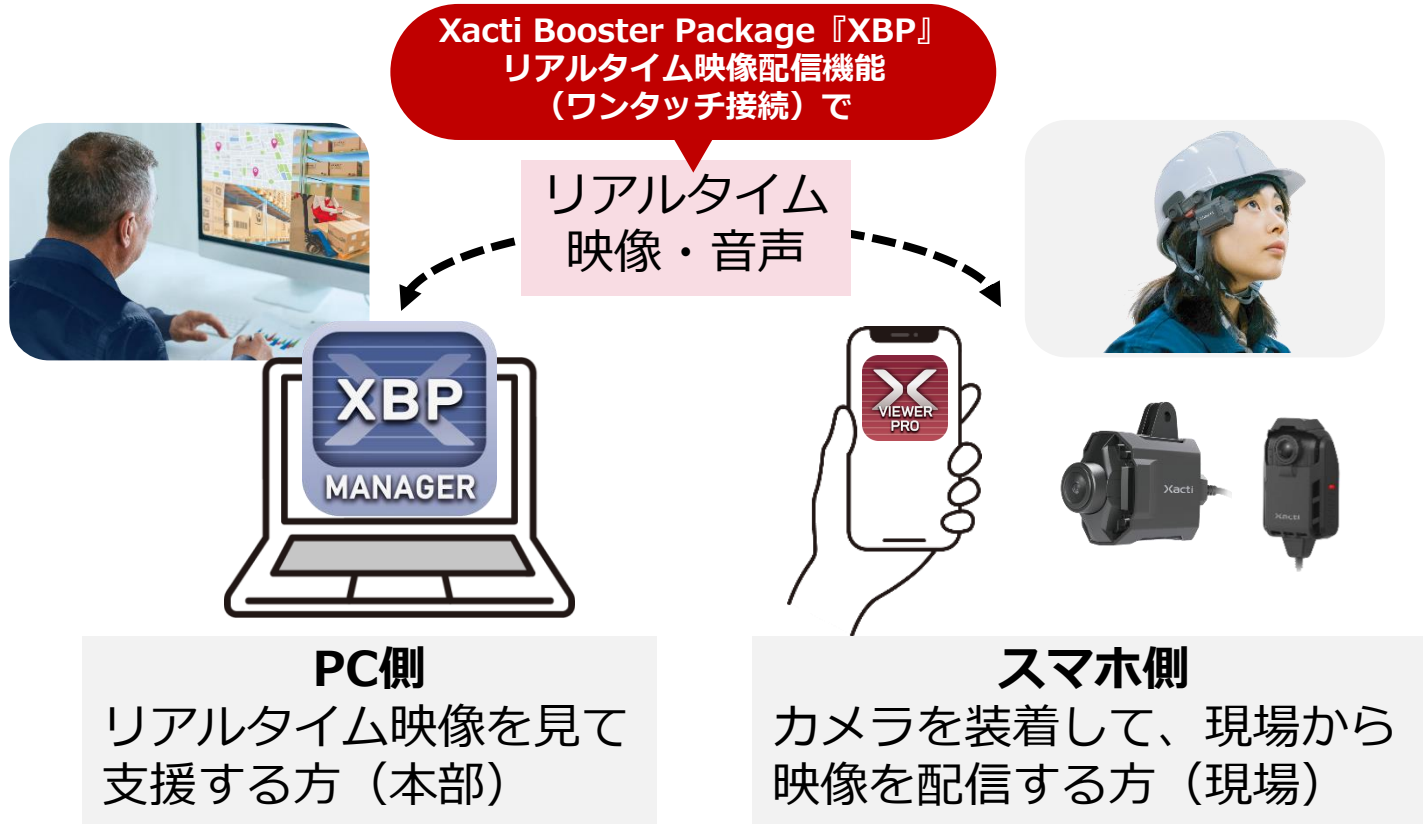 Xacti Booster Package『XBP』
リアルタイム映像配信機能
（ワンタッチ接続）で
リアルタイム
映像・音声
XBP
MANAGER
VIEWER
PRO
Xacti
Xacti
Xacti
PC側
リアルタイム映像を見て
支援する方（本部）
スマホ側
カメラを装着して、現場から
映像を配信する方（現場）